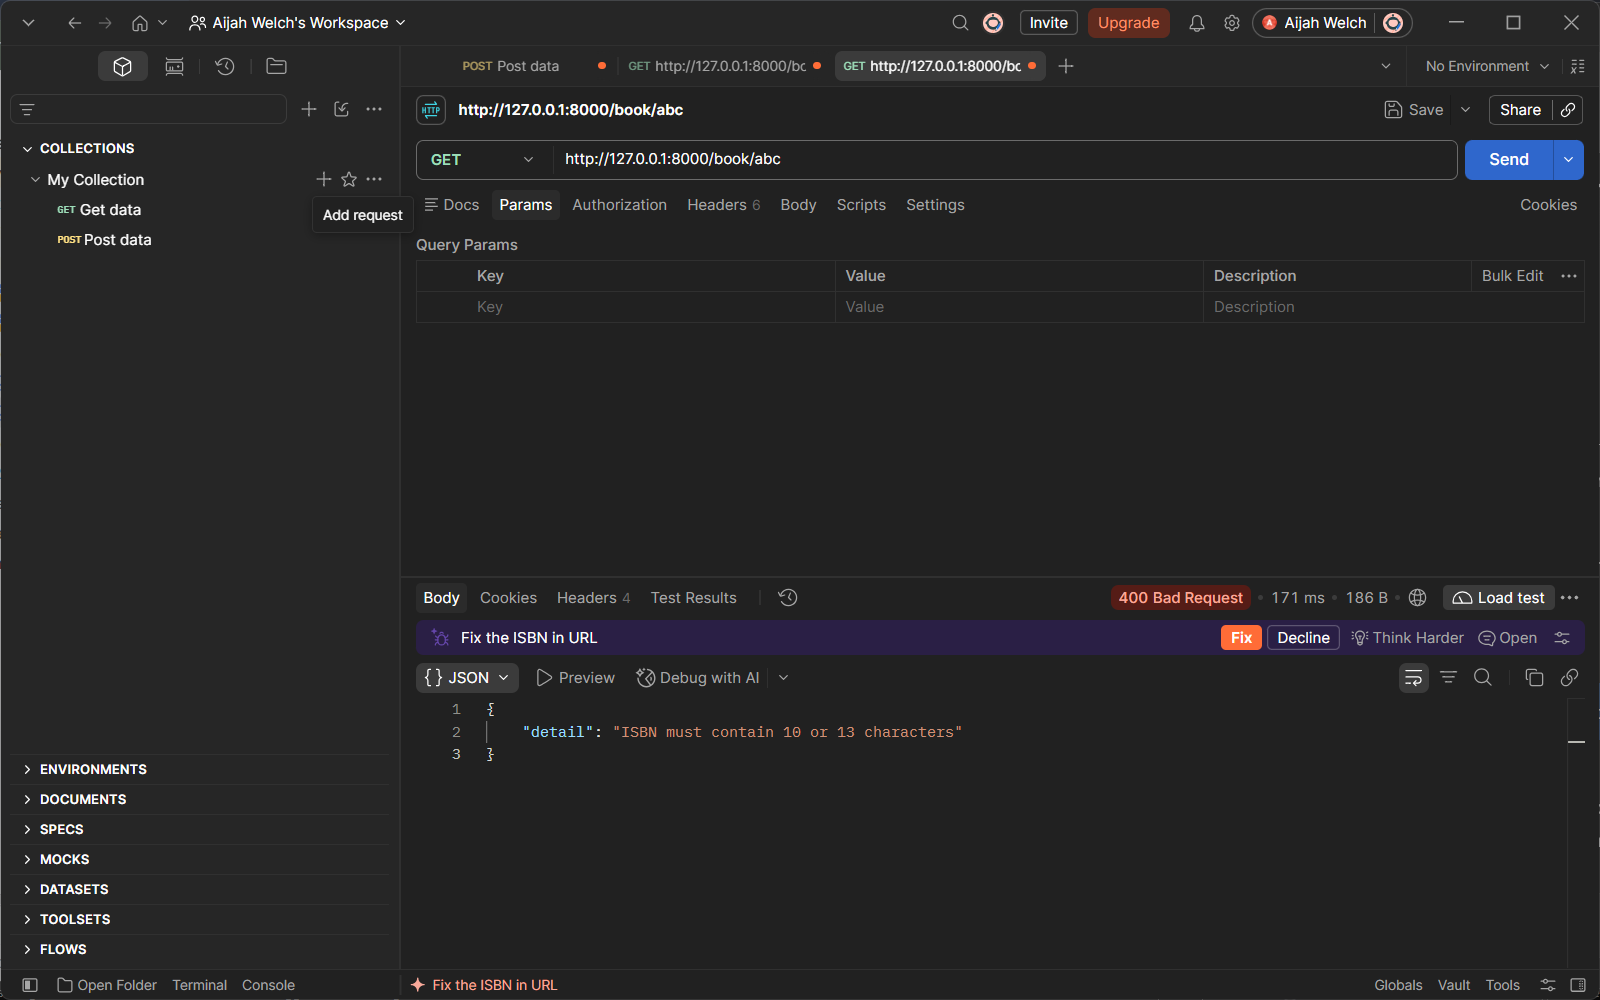 Aijah Welch's Workspace
Invite
Upgrade
Aijah Welch
POST Post data
GET http://127.0.0.1:8000/bc
GET http://127.0.0.1:8000/bc
No Environment
HTTP
http://127.0.0.1:8000/book/abc
Save
Share
COLLECTIONS
My Collection
GET Get data
POST Post data
Add request
GET
http://127.0.0.1:8000/book/abc
Send
Docs
Params
Authorization
Headers 6
Body
Scripts
Settings
Cookies
Query Params
Key
Value
Description
Bulk Edit
Key
Value
Description
Body
Cookies
Headers 4
Test Results
400 Bad Request
171 ms
186 B
Load test
Fix the ISBN in URL
Fix
Decline
Think Harder
Open
{} JSON
Preview
Debug with AI
1 {
2 "detail": "ISBN must contain 10 or 13 characters"
3 }
ENVIRONMENTS
DOCUMENTS
SPECS
MOCKS
DATASETS
TOOLSETS
FLOWS
Open Folder
Terminal
Console
Fix the ISBN in URL
Globals
Vault
Tools